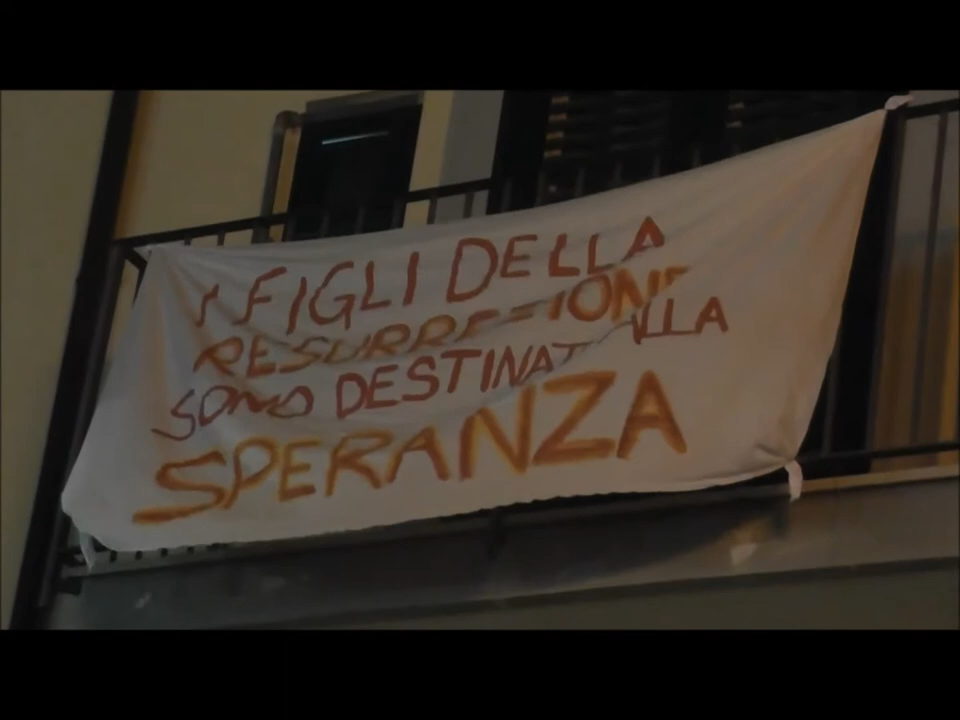 I FIGLI DELLA
RESURREZIONE
SONO DESTINATI ALLA
SPERANZA